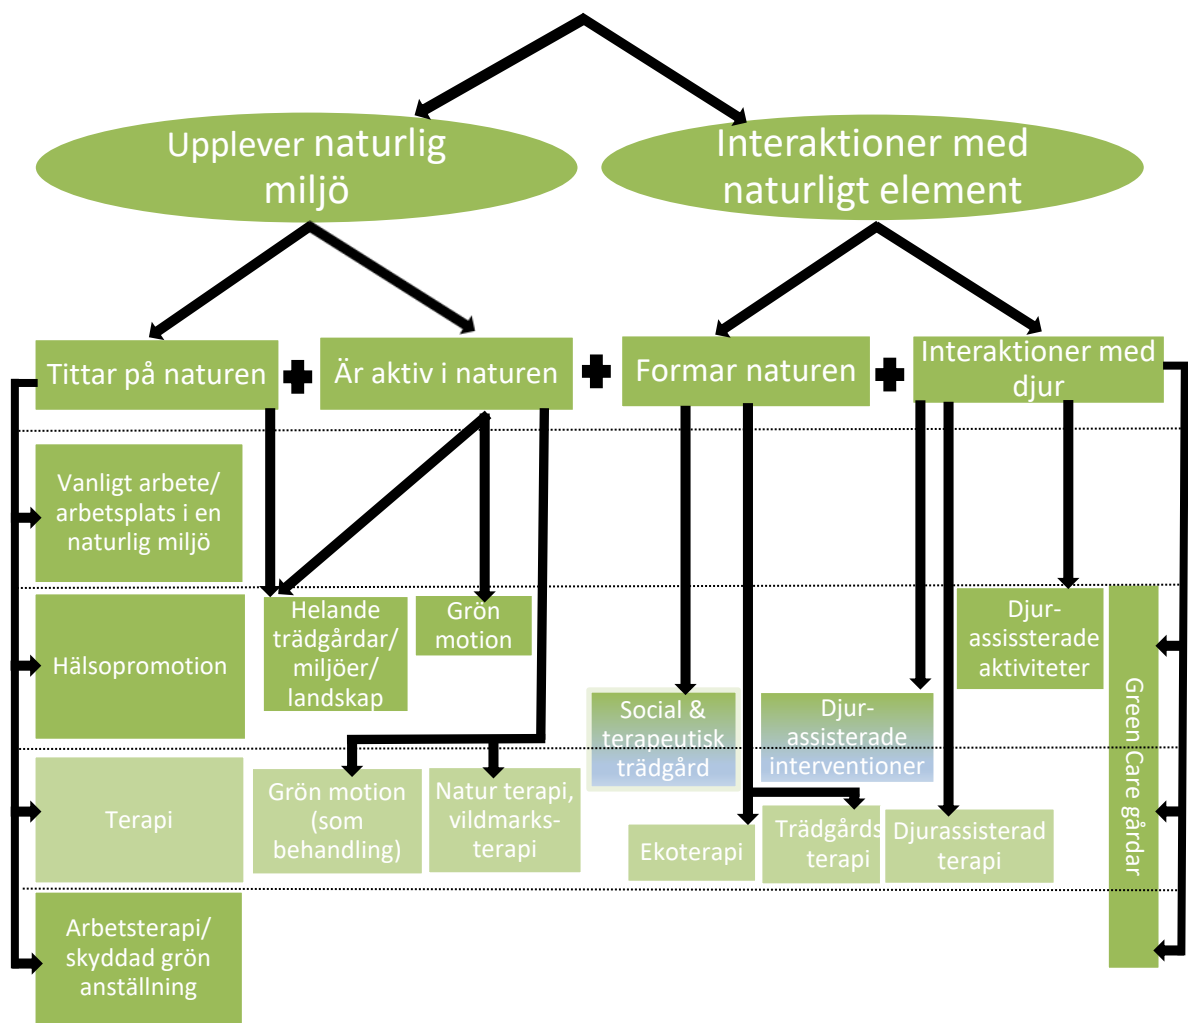 Upplever naturlig
miljö
Interaktioner med
naturligt element
Tittar på naturen
Är aktiv i naturen
Formar naturen
Interaktioner med
djur
Vanligt arbete/
arbetsplats i en
naturlig miljö
Hälsopromotion
Helande
trädgårdar/
miljöer/
landskap
Grön
motion
Social &
terapeutisk
trädgård
Djur-
assisterade
interventioner
Djur-
assissterade
aktiviteter
Green Care gårdar
Terapi
Grön motion
(som
behandling)
Natur terapi,
vildmarks-
terapi
Ekoterapi
Trädgårds
terapi
Djurassisterad
terapi
Arbetsterapi/
skyddad grön
anställning